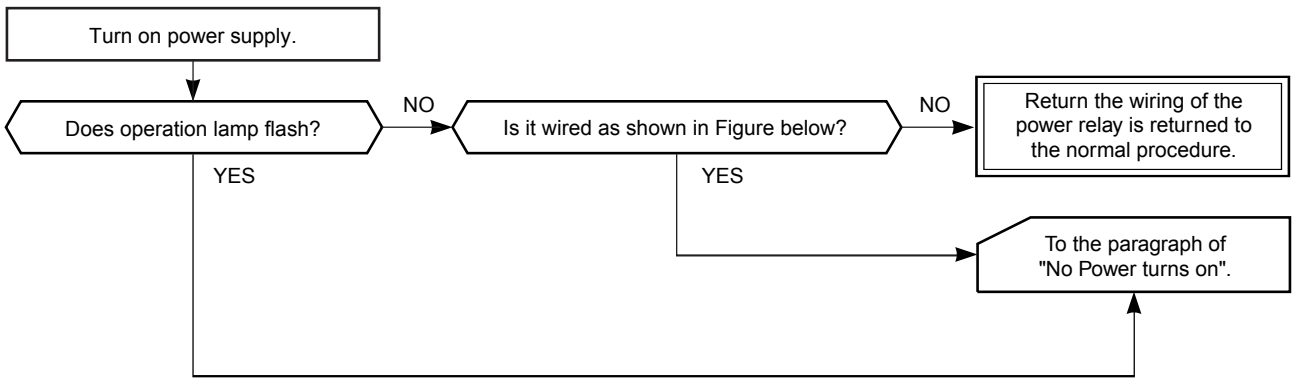 Turn on power supply.
Does operation lamp flash?
NO
Is it wired as shown in Figure below?
NO
Return the wiring of the
power relay is returned to
the normal procedure.
YES
YES
To the paragraph of
"No Power turns on".